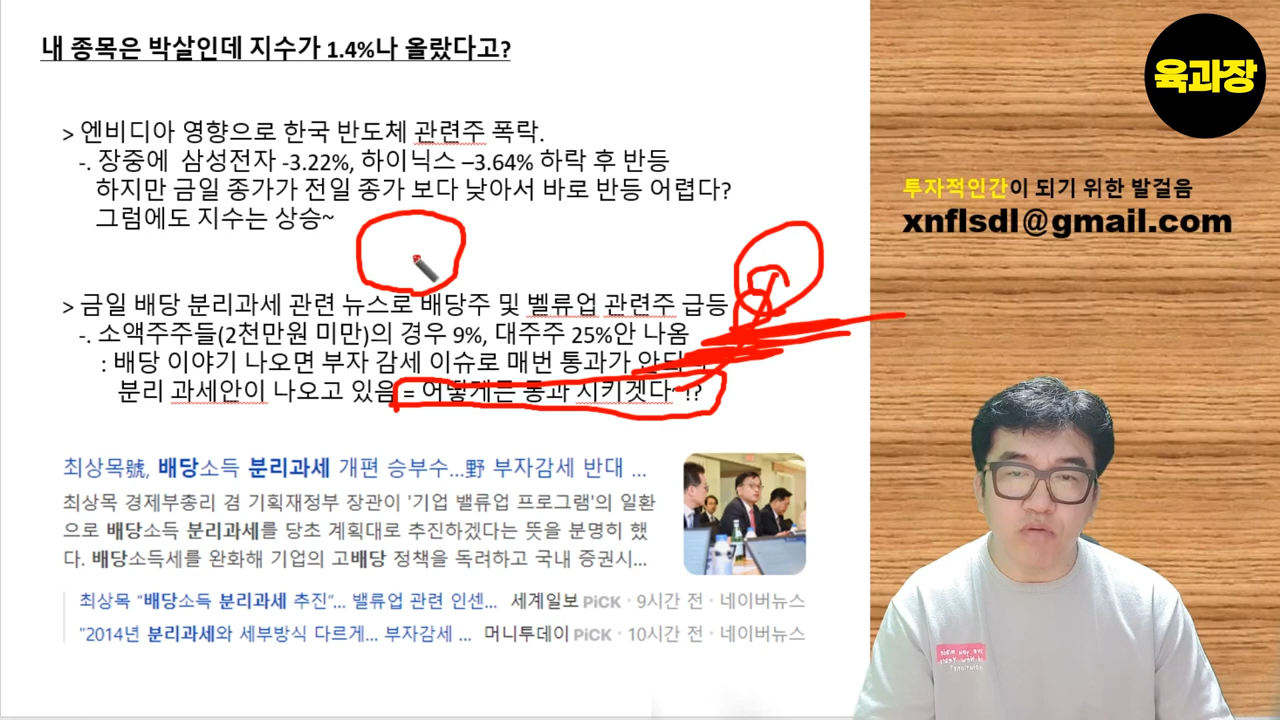 내 종목은 박살인데 지수가 1.4%나 올랐다고?
육과장
> 엔비디아 영향으로 한국 반도체 관련주 폭락.
-. 장중에 삼성전자 -3.22%, 하이닉스 –3.64% 하락 후 반등
하지만 금일 종가가 전일 종가 보다 낮아서 바로 반등 어렵다?
그럼에도 지수는 상승~
투자적인간이 되기 위한 발걸음
xnflsdl@gmail.com
> 금일 배당 분리과세 관련 뉴스로 배당주 및 벨류업 관련주 급등
-. 소액주주들(2천만원 미만)의 경우 9%, 대주주 25%안 나옴
: 배당 이야기 나오면 부자 감세 이슈로 매번 통과가
분리 과세안이 나오고 있음 = 어떻게든 통과 시키겟다~!?
최상목號, 배당소득 분리과세 개편 승부수...野 부자감세 반대 ...
최상목 경제부총리 겸 기획재정부 장관이 '기업 밸류업 프로그램'의 일환
으로 배당소득 분리과세를 당초 계획대로 추진하겠다는 뜻을 분명히 했
다. 배당소득세를 완화해 기업의 고배당 정책을 독려하고 국내 증권시...
최상목 “배당소득 분리과세 추진”... 밸류업 관련 인센... 세계일보 PiCK · 9시간 전 · 네이버뉴스
"2014년 분리과세와 세부방식 다르게... 부자감세 ... 머니투데이 PiCK · 10시간 전 · 네이버뉴스